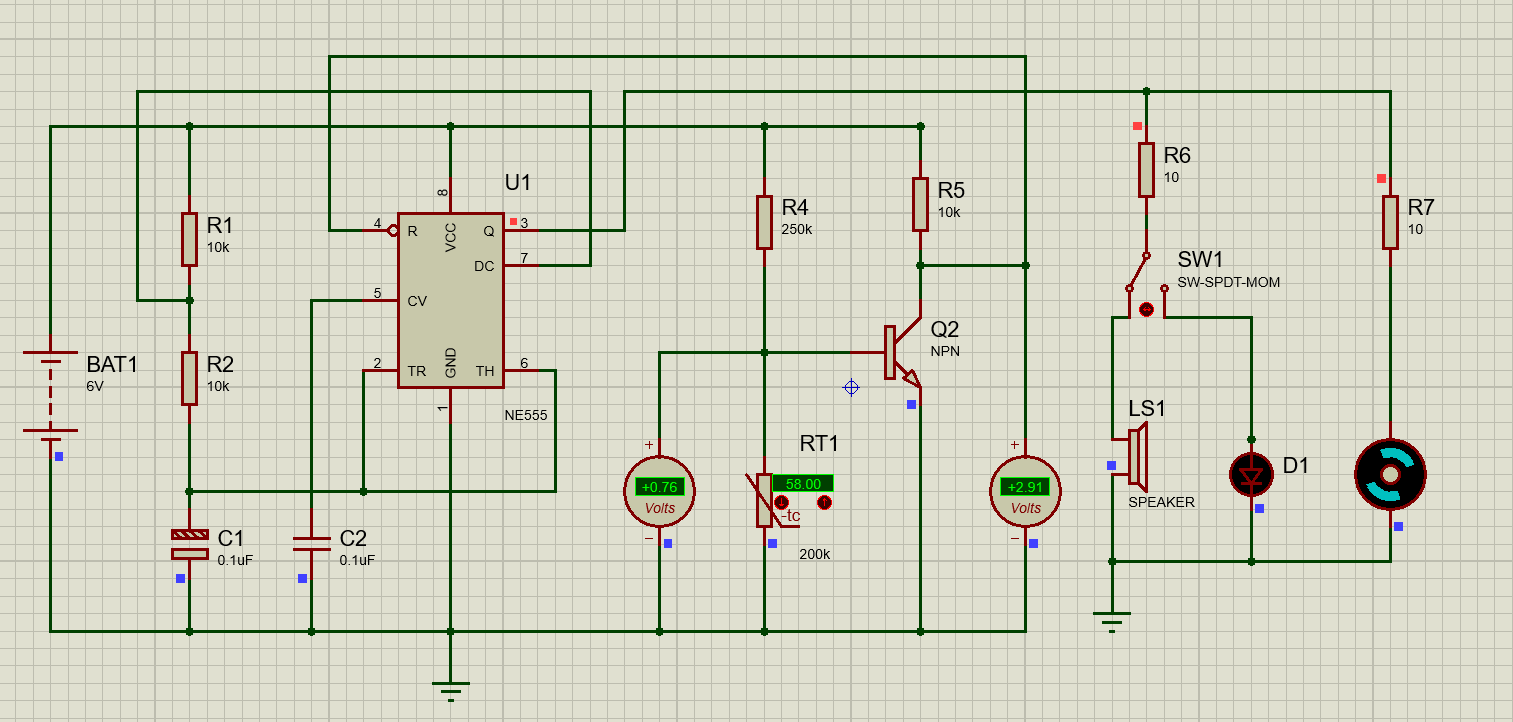 U1
8
4
R
VCC
Q
3
DC
7
5
CV
2
TR
GND
TH
6
1
NE555
R1
10k
R2
10k
BAT1
6V
C1
0.1uF
C2
0.1uF
R4
250k
R5
10k
Q2
NPN
RT1
58.00
-tc
200k
+
+0.76
Volts
−
+
+2.91
Volts
−
R6
10
SW1
SW-SPDT-MOM
LS1
SPEAKER
D1
R7
10